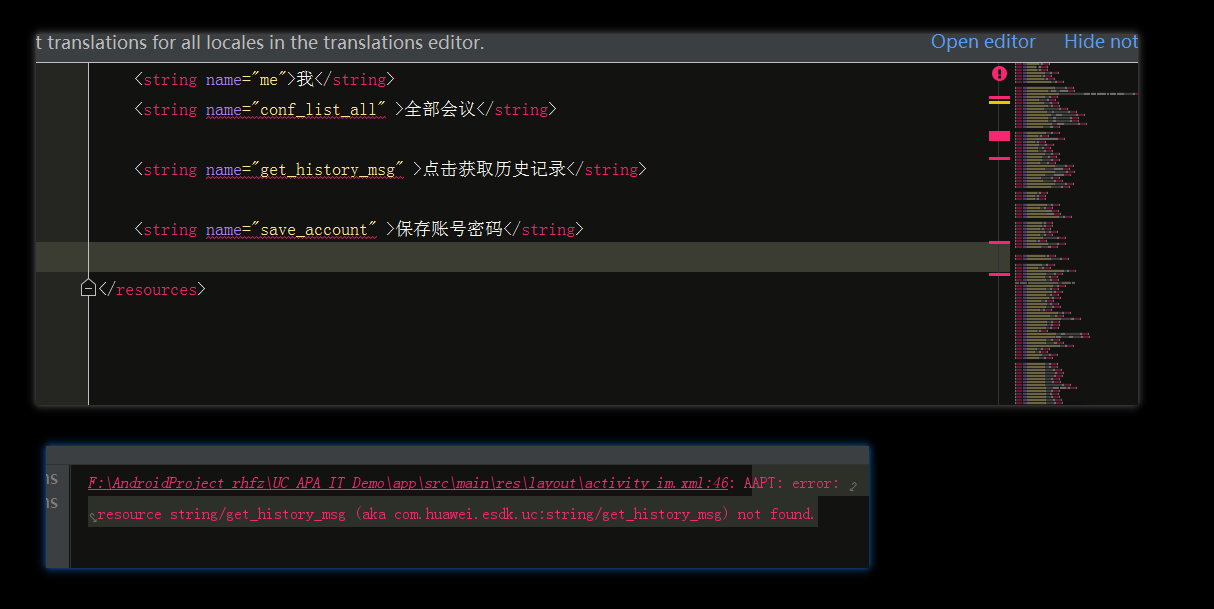 t translations for all locales in the translations editor. Open editor Hide not
<string name="me">我</string>
<string name="conf_list_all" >全部会议</string>
<string name="get_history_msg" >点击获取历史记录</string>
<string name="save_account" >保存账号密码</string>
</resources>
ns
ns
F:\AndroidProject_rhfz\UC_APA_IT_Demo\app\src\main\res\layout\activity_im.xml:46: AAPT: error:
resource string/get_history_msg (aka com.huawei.esdk.uc:string/get_history_msg) not found.